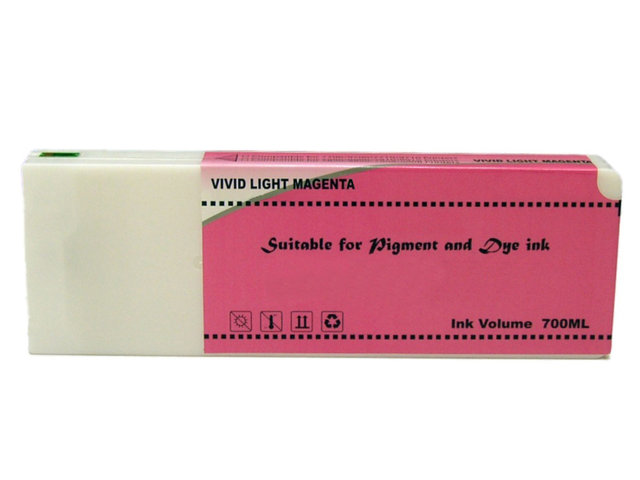 VIVID LIGHT MAGENTA
VIVID LIGHT MAGENTA
Suitable for Pigment and Dye ink
Ink Volume 700ML